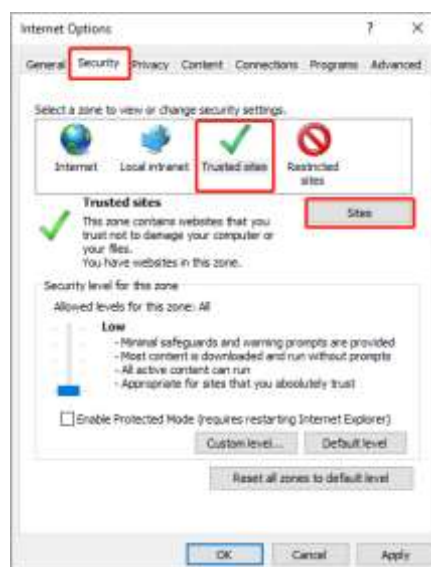 Internet Options ? ×
General Security Privacy Content Connections Programs Advanced
Select a zone to view or change security settings.
Internet Local intranet Trusted sites Restricted
sites
Trusted sites
Sites
This zone contains websites that you
trust not to damage your computer or
your files.
You have websites in this zone.
Security level for this zone
Allowed levels for this zone: All
Low
- Minimal safeguards and warning prompts are provided
- Most content is downloaded and run without prompts
- All active content can run
- Appropriate for sites that you absolutely trust
Enable Protected Mode (requires restarting Internet Explorer)
Custom level... Default level
Reset all zones to default level
OK Cancel Apply